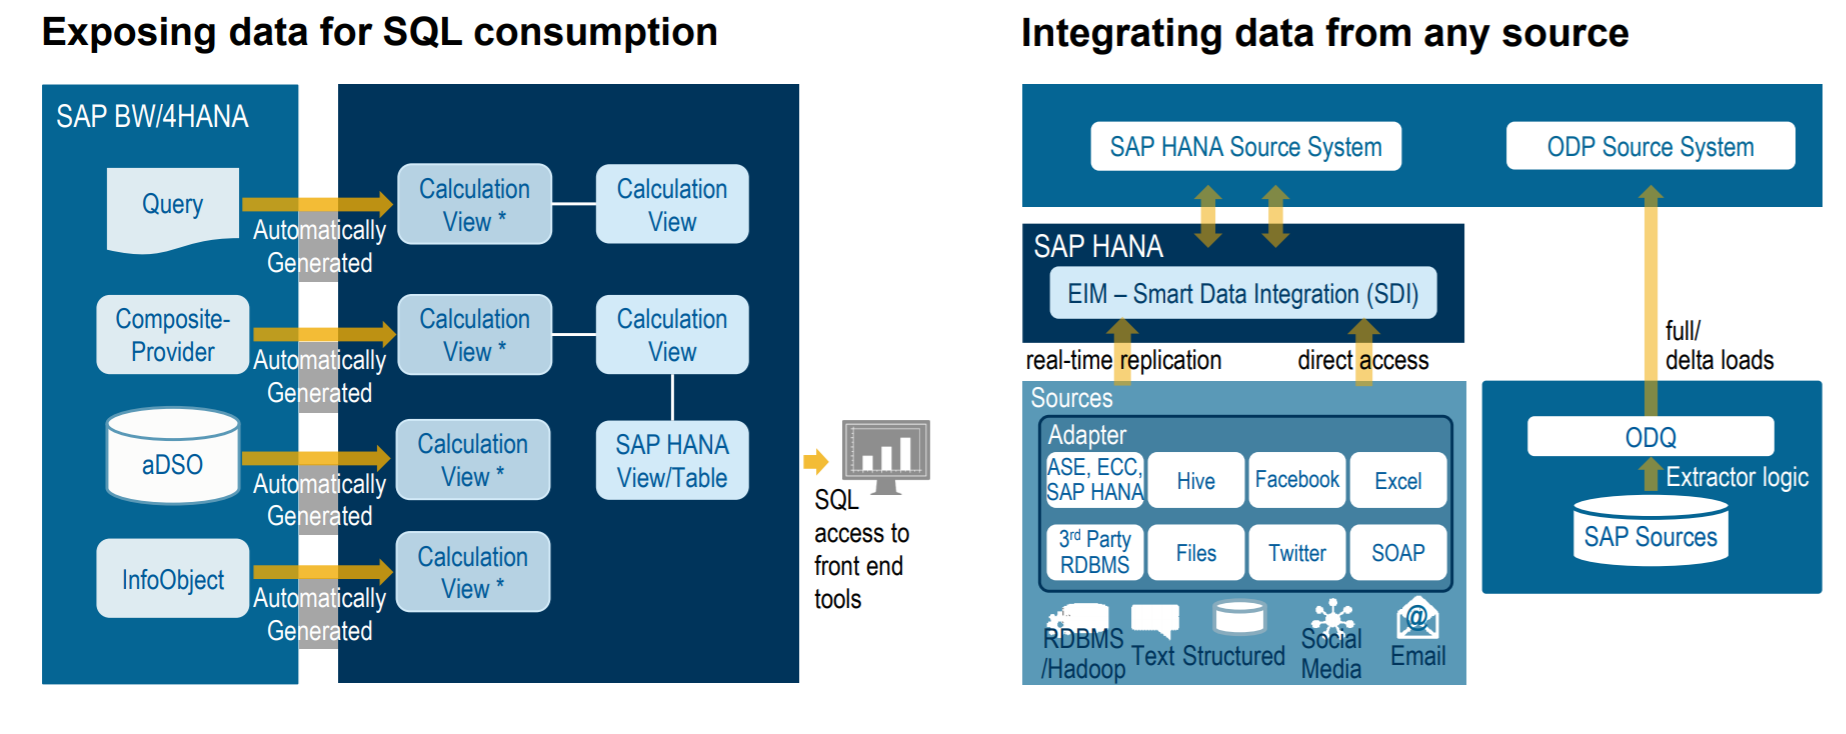 Exposing data for SQL consumption
SAP BW/4HANA
Query
Automatically
Generated
Calculation
View *
Calculation
View
Composite-
Provider
Automatically
Generated
Calculation
View *
Calculation
View
aDSO
Automatically
Generated
Calculation
View *
SAP HANA
View/Table
InfoObject
Automatically
Generated
Calculation
View *
SQL
access to
front end
tools
Integrating data from any source
SAP HANA Source System
ODP Source System
SAP HANA
EIM – Smart Data Integration (SDI)
real-time replication
direct access
full/
delta loads
Sources
Adapter
ASE, ECC,
SAP HANA
Hive
Facebook
Excel
3rd Party
RDBMS
Files
Twitter
SOAP
RDBMS
/Hadoop
Text
Structured
Social
Media
@
Email
ODQ
Extractor logic
SAP Sources